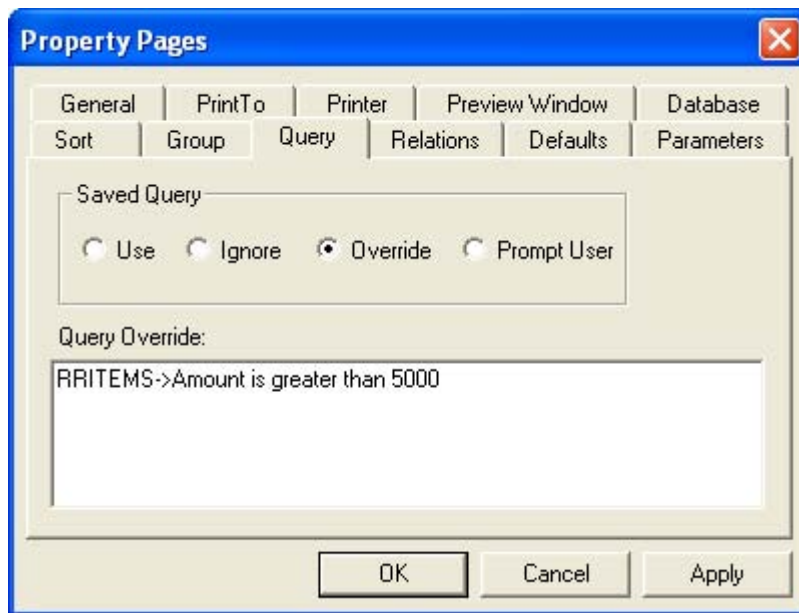 Property Pages
General PrintTo Printer Preview Window Database
Sort Group Query Relations Defaults Parameters
Saved Query
Use Ignore Override Prompt User
Query Override:
RRITEMS->Amount is greater than 5000
OK Cancel Apply